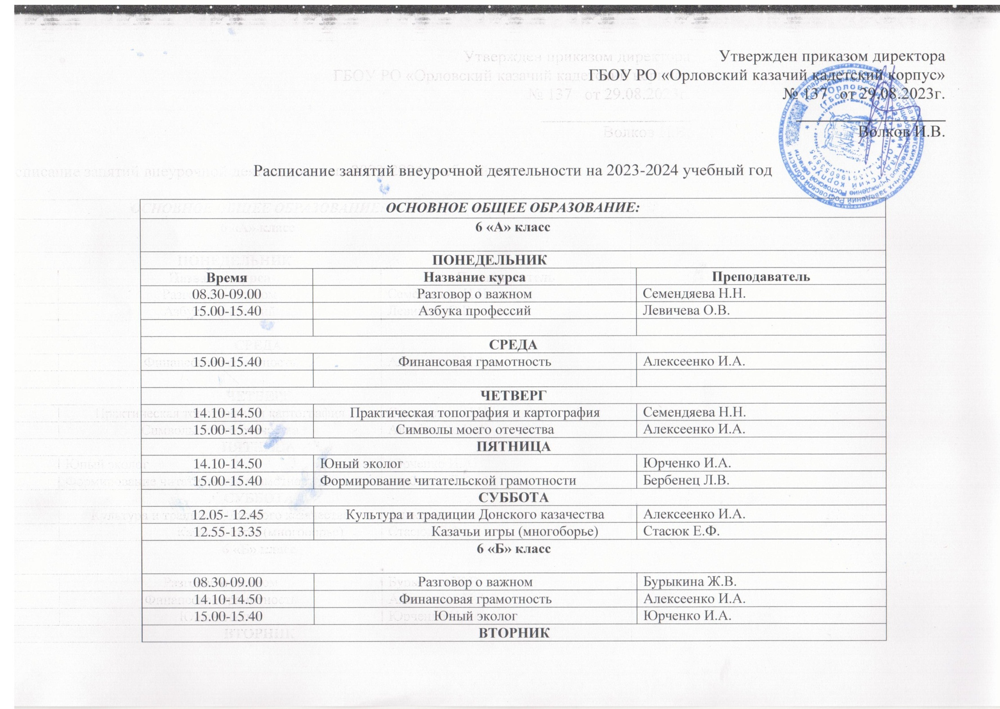 Утвержден приказом директора
ГБОУ РО «Орловский казачий кадетский корпус»
№ 137 от 29.08.2023г.
Волков И.В.
Расписание занятий внеурочной деятельности на 2023-2024 учебный год
ОСНОВНОЕ ОБЩЕЕ ОБРАЗОВАНИЕ:
6 «А» класс
ПОНЕДЕЛЬНИК
Время Название курса Преподаватель
08.30-09.00 Разговор о важном Семендяева Н.Н.
15.00-15.40 Азбука профессий Левичева О.В.
СРЕДА
15.00-15.40 Финансовая грамотность Алексеенко И.А.
ЧЕТВЕРГ
14.10-14.50 Практическая топография и картография Семендяева Н.Н.
15.00-15.40 Символы моего отечества Алексеенко И.А.
ПЯТНИЦА
14.10-14.50 Юный эколог Юрченко И.А.
15.00-15.40 Формирование читательской грамотности Бербенец Л.В.
СУББОТА
12.05- 12.45 Культура и традиции Донского казачества Алексеенко И.А.
12.55-13.35 Казачьи игры (многоборье) Стасюк Е.Ф.
6 «Б» класс
08.30-09.00 Разговор о важном Бурыкина Ж.В.
14.10-14.50 Финансовая грамотность Алексеенко И.А.
15.00-15.40 Юный эколог Юрченко И.А.
ВТОРНИК